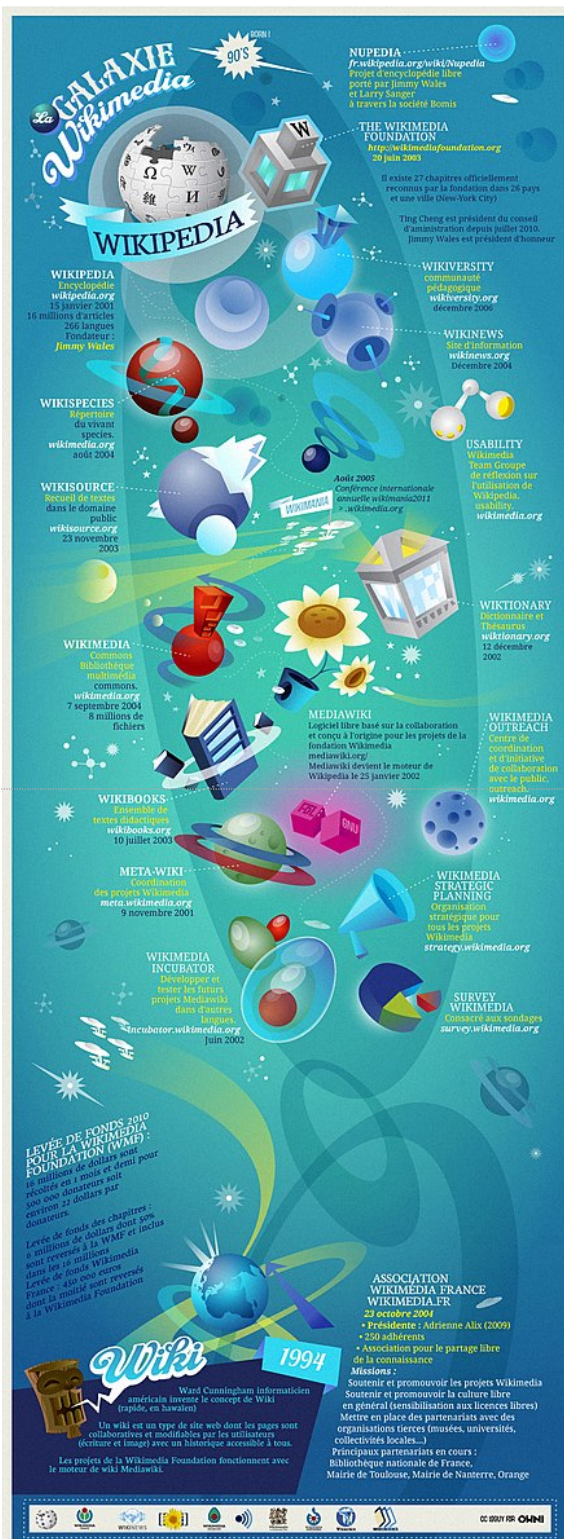 BORN !
90'S
La
GALAXIE
Wikimedia
NUPEDIA
fr.wikipedia.org/wiki/Nupedia
Projet d'encyclopédie libre
porté par Jimmy Wales
et Larry Sanger
à travers la société Bomis
W
THE WIKIMEDIA
FOUNDATION
http://wikimediafoundation.org
20 juin 2003
Il existe 27 chapitres officiellement
reconnus par la fondation dans 26 pays
et une ville (New-York City)
Ting Cheng est président du conseil
d'aministration depuis juillet 2010.
Jimmy Wales est président d'honneur
Ω W
維 И
WIKIPEDIA
WIKIPEDIA
Encyclopédie
wikipedia.org
15 janvier 2001
16 millions d'articles
266 langues
Fondateur :
Jimmy Wales
WIKIVERSITY
communauté
pédagogique
wikiversity.org
décembre 2006
WIKINEWS
Site d'information
wikinews.org
Décembre 2004
WIKISPECIES
Répertoire
du vivant
species.
wikimedia.org
août 2004
USABILITY
Wikimedia
Team Groupe
de réflexion sur
l'utilisation de
Wikipedia.
usability.
wikimedia.org
WIKISOURCE
Recueil de textes
dans le domaine
public
wikisource.org
23 novembre
2003
Août 2005
Conférence internationale
annuelle wikimania2011
> .wikimedia.org
WIKIMANIA
WIKTIONARY
Dictionnaire et
Thésaurus
wiktionary.org
12 décembre
2002
WIKIMEDIA
Commons
Bibliothèque
multimédia
commons.
wikimedia.org
7 septembre 2004
8 millions de
fichiers
MEDIAWIKI
Logiciel libre basé sur la collaboration
et conçu à l'origine pour les projets de la
fondation Wikimedia
mediawiki.org/
Mediawiki devient le moteur de
Wikipedia le 25 janvier 2002
WIKIMEDIA
OUTREACH
Centre de
coordination
et d'initiative
de collaboration
avec le public.
outreach.
wikimedia.org
WIKIBOOKS
Ensemble de
textes didactiques
wikibooks.org
10 juillet 2003
GNU
META-WIKI
Coordination
des projets Wikimedia
meta.wikimedia.org
9 novembre 2001
WIKIMEDIA
STRATEGIC
PLANNING
Organisation
stratégique pour
tous les projets
Wikimedia
strategy.wikimedia.org
WIKIMEDIA
INCUBATOR
Développer et
tester les futurs
projets Mediawiki
dans d'autres
langues.
incubator.wikimedia.org
Juin 2002
SURVEY
WIKIMEDIA
Consacré aux sondages
survey.wikimedia.org
LEVÉE DE FONDS 2010
POUR LA WIKIMEDIA
FOUNDATION (WMF) :
16 millions de dollars sont
récoltés en 1 mois et demi pour
500 000 donateurs soit
environ 22 dollars par
donateurs.
Levée de fonds des chapitres :
6 millions de dollars dont 50%
sont reversés à la WMF et inclus
dans les 16 millions
Levée de fonds Wikimedia
France : 450 000 euros
dont la moitié sont reversés
à la Wikimedia Foundation
ASSOCIATION
WIKIMEDIA FRANCE
WIKIMEDIA.FR
23 octobre 2004
• Présidente : Adrienne Alix (2009)
• 250 adhérents
• Association pour le partage libre
de la connaissance
Missions :
Soutenir et promouvoir les projets Wikimedia
Soutenir et promouvoir la culture libre
en général (sensibilisation aux licences libres)
Mettre en place des partenariats avec des
organisations tierces (musées, universités,
collectivités locales...)
Principaux partenariats en cours :
Bibliothèque nationale de France,
Mairie de Toulouse, Mairie de Nanterre, Orange
Wiki
1994
Ward Cunningham informaticien
américain invente le concept de Wiki
(rapide, en hawaïen)
Un wiki est un type de site web dont les pages sont
collaboratives et modifiables par les utilisateurs
(écriture et image) avec un historique accessible à tous.
Les projets de la Wikimedia Foundation fonctionnent avec
le moteur de wiki Mediawiki.
WIKINEWS
OWNI